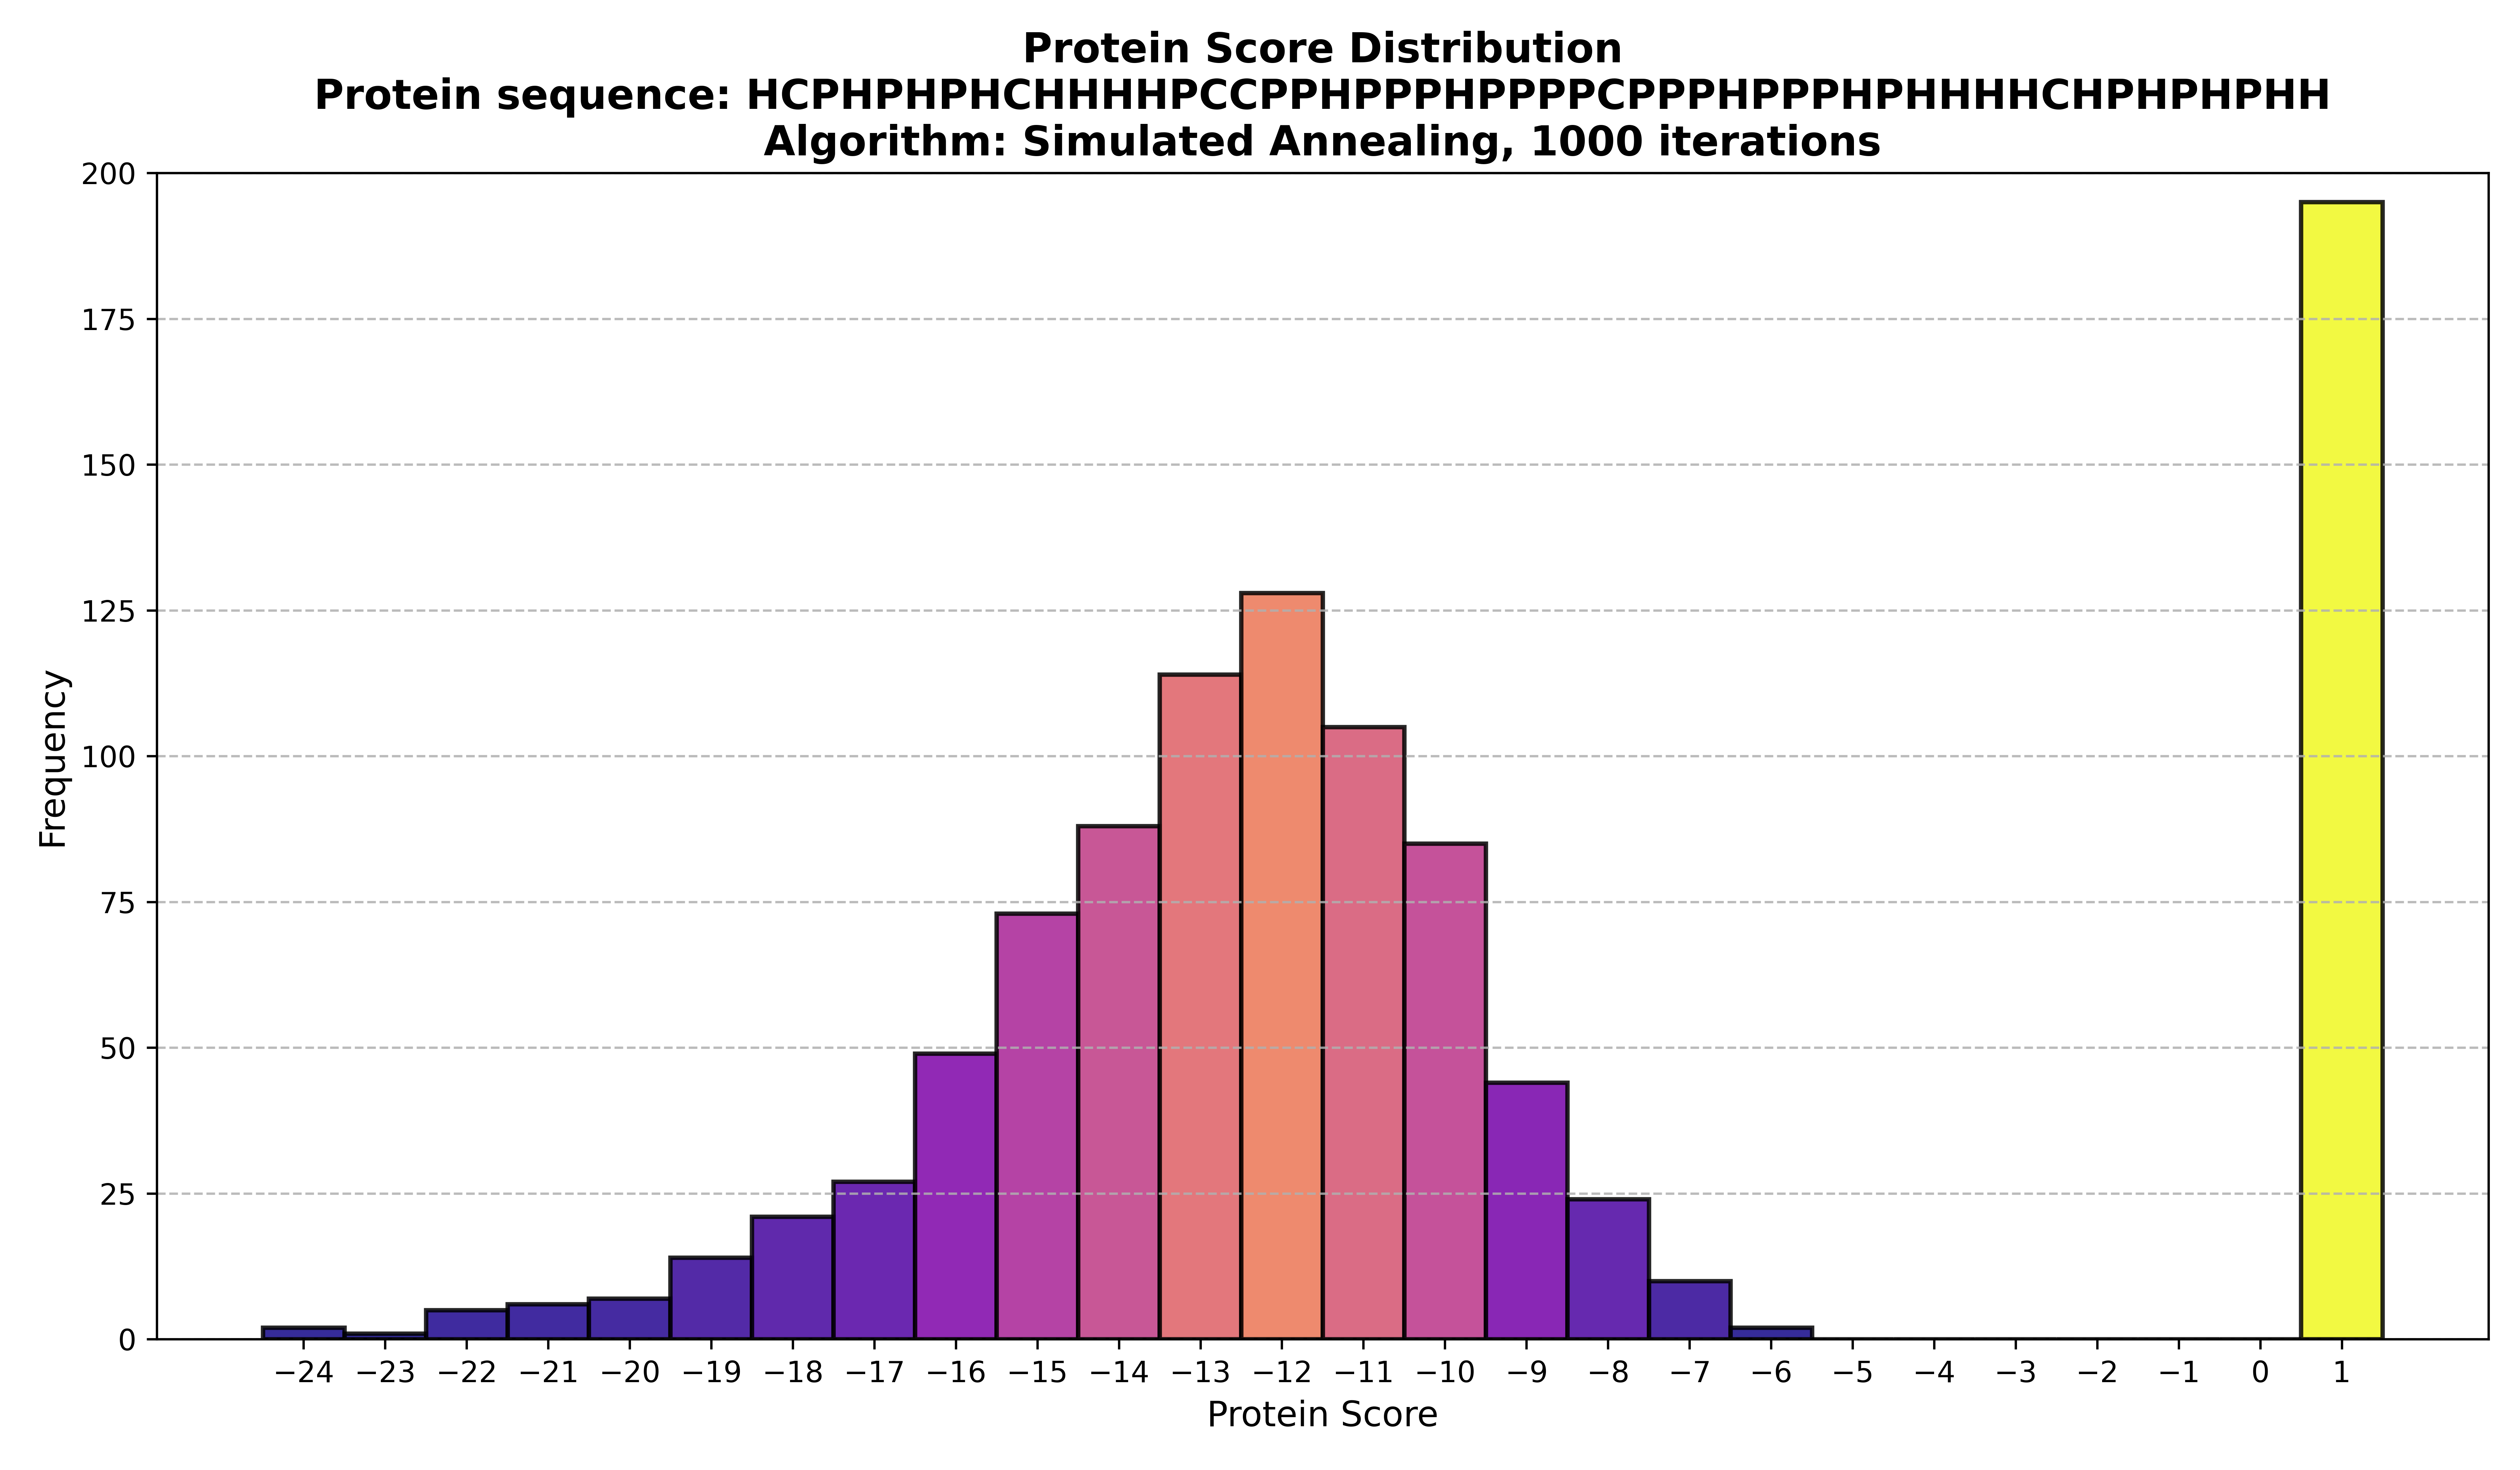 Protein Score Distribution
Protein sequence: HCPHPHPHCHHHHPCCPPHPPPHPPPPCPPPHPPPHPHHHHCHPHPHPHH
Algorithm: Simulated Annealing, 1000 iterations
200
175
150
125
100
75
50
25
0
Frequency
−24 −23 −22 −21 −20 −19 −18 −17 −16 −15 −14 −13 −12 −11 −10 −9 −8 −7 −6 −5 −4 −3 −2 −1 0 1
Protein Score